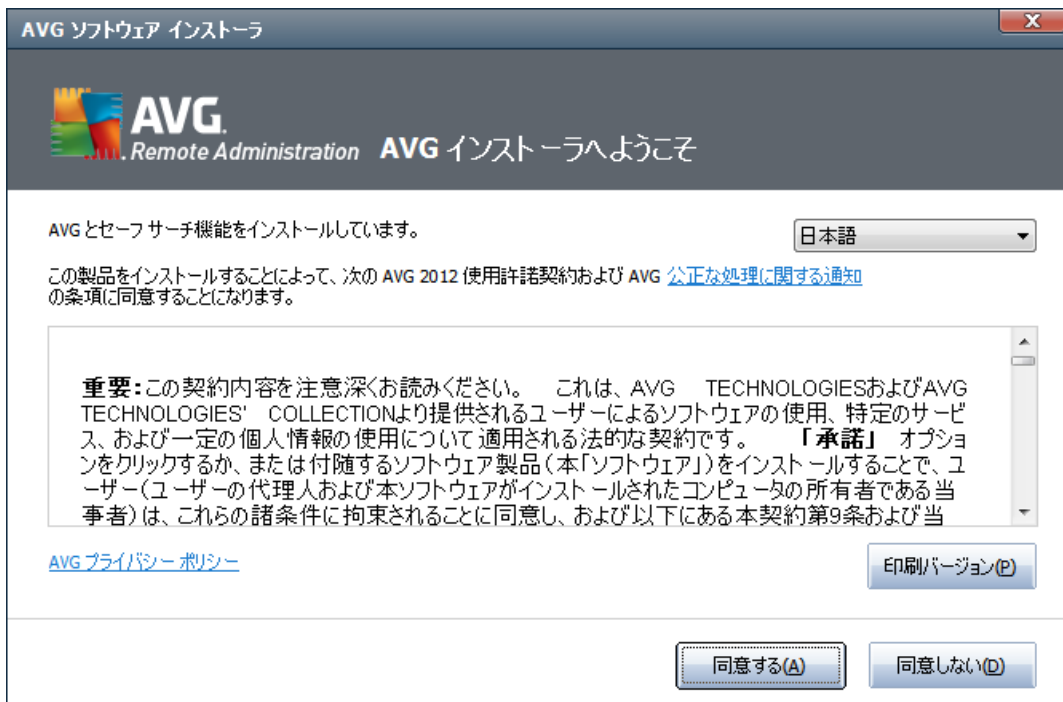 AVG ソフトウェア インストーラ
AVG.
Remote Administration
AVG インストーラへようこそ
AVG とセーフ サーチ機能をインストールしています。
日本語
この製品をインストールすることによって、次の AVG 2012 使用許諾契約および AVG 公正な処理に関する通知
の条項に同意することになります。
重要:この契約内容を注意深くお読みください。 これは、AVG TECHNOLOGIESおよびAVG
TECHNOLOGIES' COLLECTIONより提供されるユーザーによるソフトウェアの使用、特定のサービ
ス、および一定の個人情報の使用について適用される法的な契約です。 「承諾」 オプショ
ンをクリックするか、または付随するソフトウェア製品(本「ソフトウェア」)をインストールすることで、ユ
ーザー(ユーザーの代理人および本ソフトウェアがインストールされたコンピュータの所有者である当
事者)は、これらの諸条件に拘束されることに同意し、および以下にある本契約第9条および当
AVG プライバシー ポリシー
印刷バージョン(P)
同意する(A)
同意しない(D)